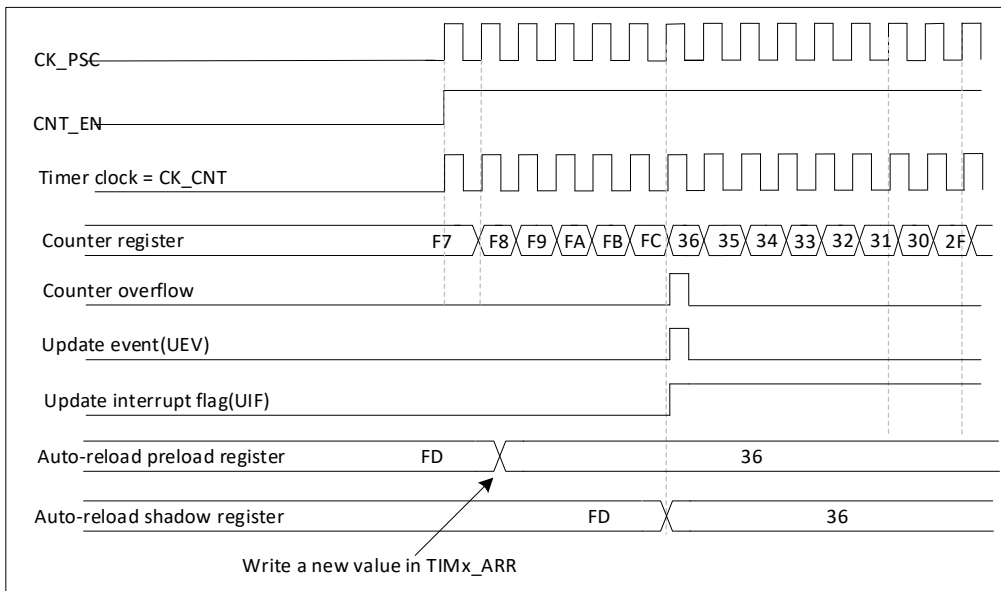 CK_PSC
CNT_EN
Timer clock = CK_CNT
Counter register F7 F8 F9 FA FB FC 36 35 34 33 32 31 30 2F
Counter overflow
Update event(UEV)
Update interrupt flag(UIF)
Auto-reload preload register FD 36
Auto-reload shadow register FD 36
Write a new value in TIMx_ARR